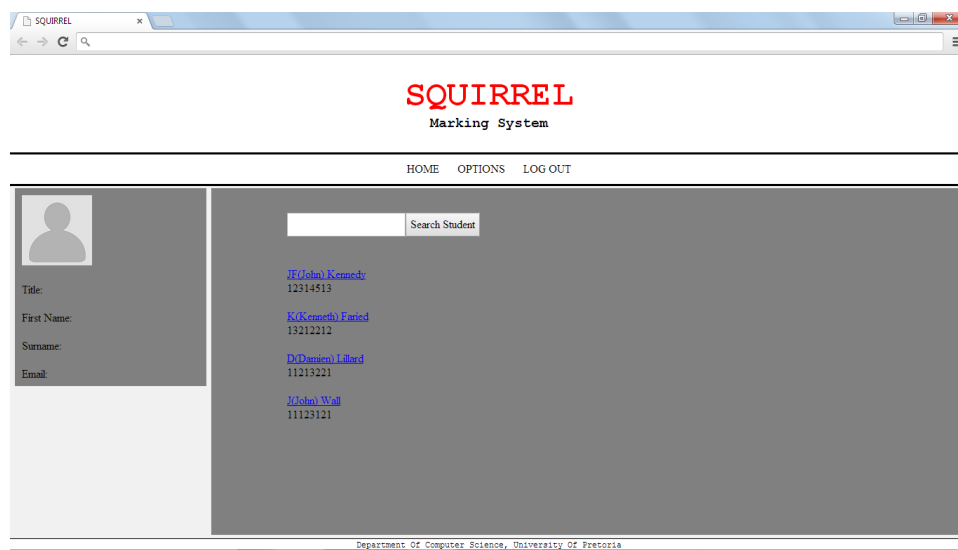 SQUIRREL
SQUIRREL
Marking System
HOME OPTIONS LOG OUT
Title:
First Name:
Surname:
Email:
Search Student
JF(John) Kennedy
12314513
K(Kenneth) Faried
13212212
D(Damien) Lillard
11213221
J(John) Wall
11123121
Department Of Computer Science, University Of Pretoria